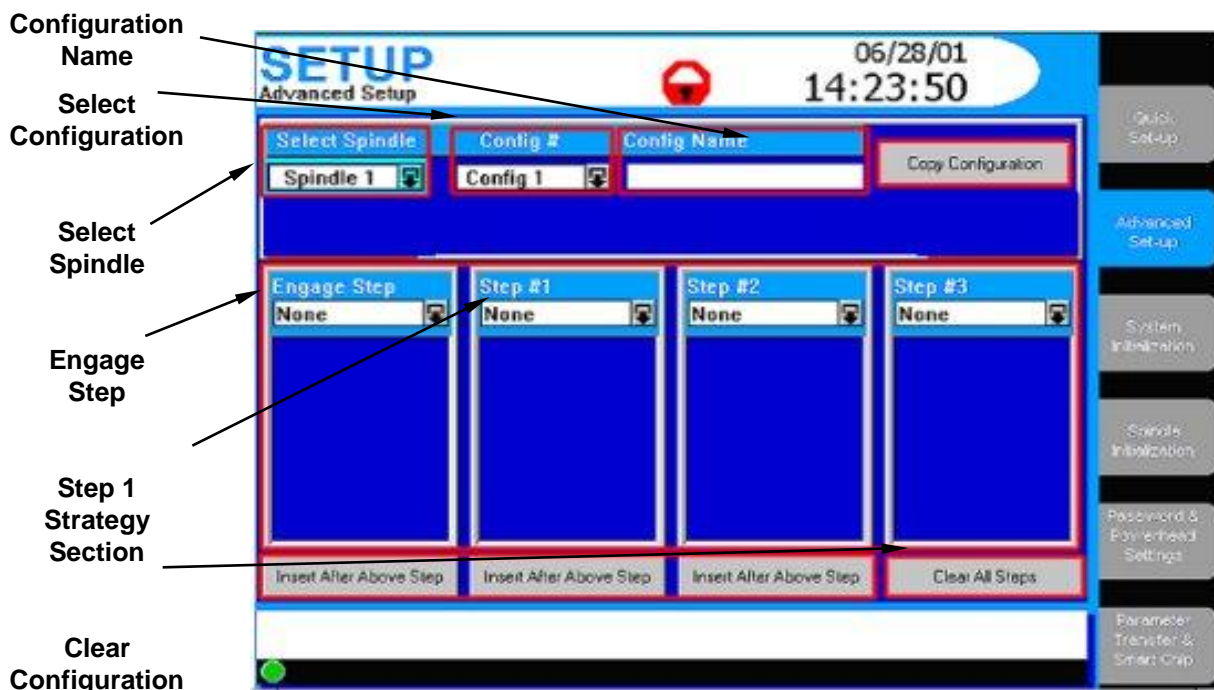 Configuration
Name
Select
Configuration
Select
Spindle
Engage
Step
Step 1
Strategy
Section
Clear
Configuration
SETUP
Advanced Setup
06/28/01
14:23:50
Select Spindle
Config #
Config Name
Spindle 1
Config 1
Copy Configuration
Engage Step
Step #1
Step #2
Step #3
None
None
None
None
Insert After Above Step
Insert After Above Step
Insert After Above Step
Clear All Steps
Quick
Set-up
Advanced
Set-up
System
Initialization
Spindle
Initialization
Password &
Powerhead
Settings
Parameter
Transfer &
Smart Chip